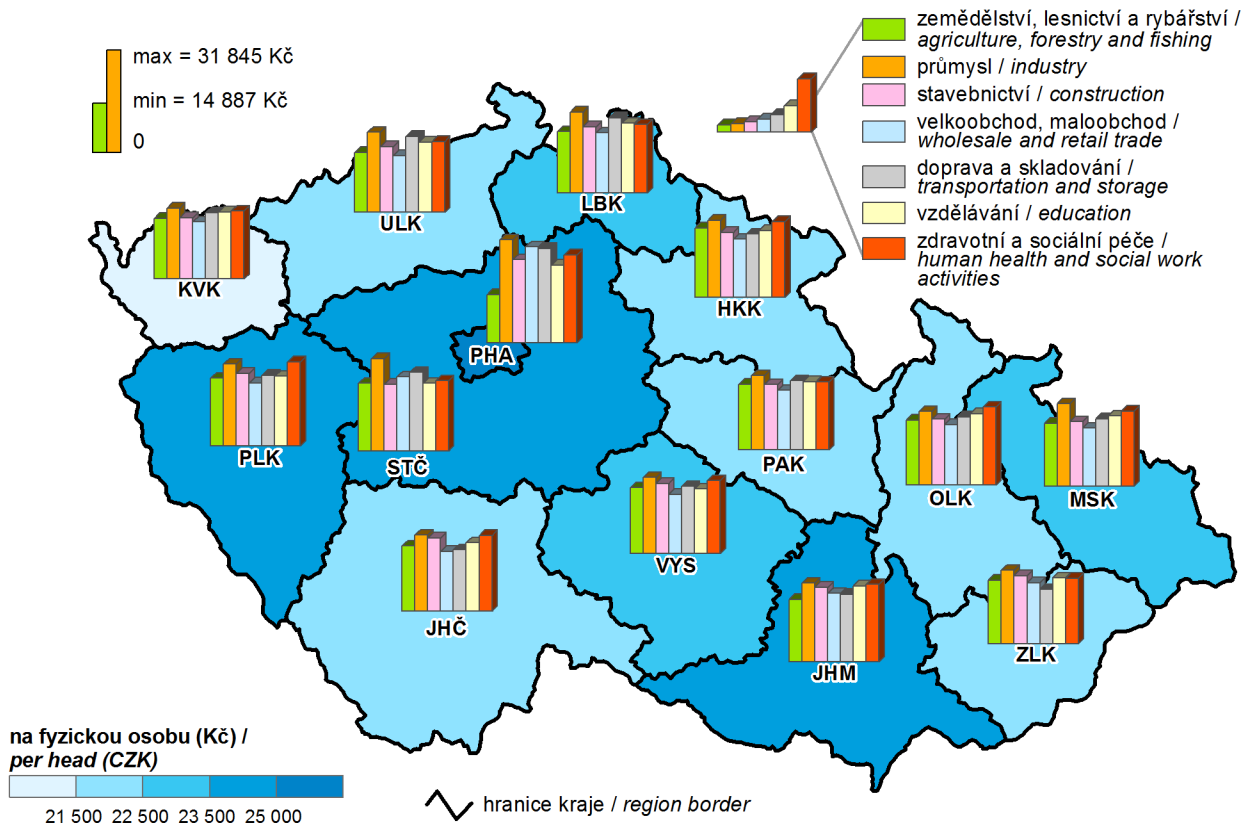 max = 31 845 Kč
min = 14 887 Kč
0
zemědělství, lesnictví a rybářství /
agriculture, forestry and fishing
průmysl / industry
stavebnictví / construction
velkoobchod, maloobchod /
wholesale and retail trade
doprava a skladování /
transportation and storage
vzdělávání / education
zdravotní a sociální péče /
human health and social work
activities
ULK
LBK
KVK
HKK
PHA
PLK
STČ
PAK
OLK
MSK
VYS
JHČ
JHM
ZLK
na fyzickou osobu (Kč) /
per head (CZK)
21 500 22 500 23 500 25 000
hranice kraje / region border